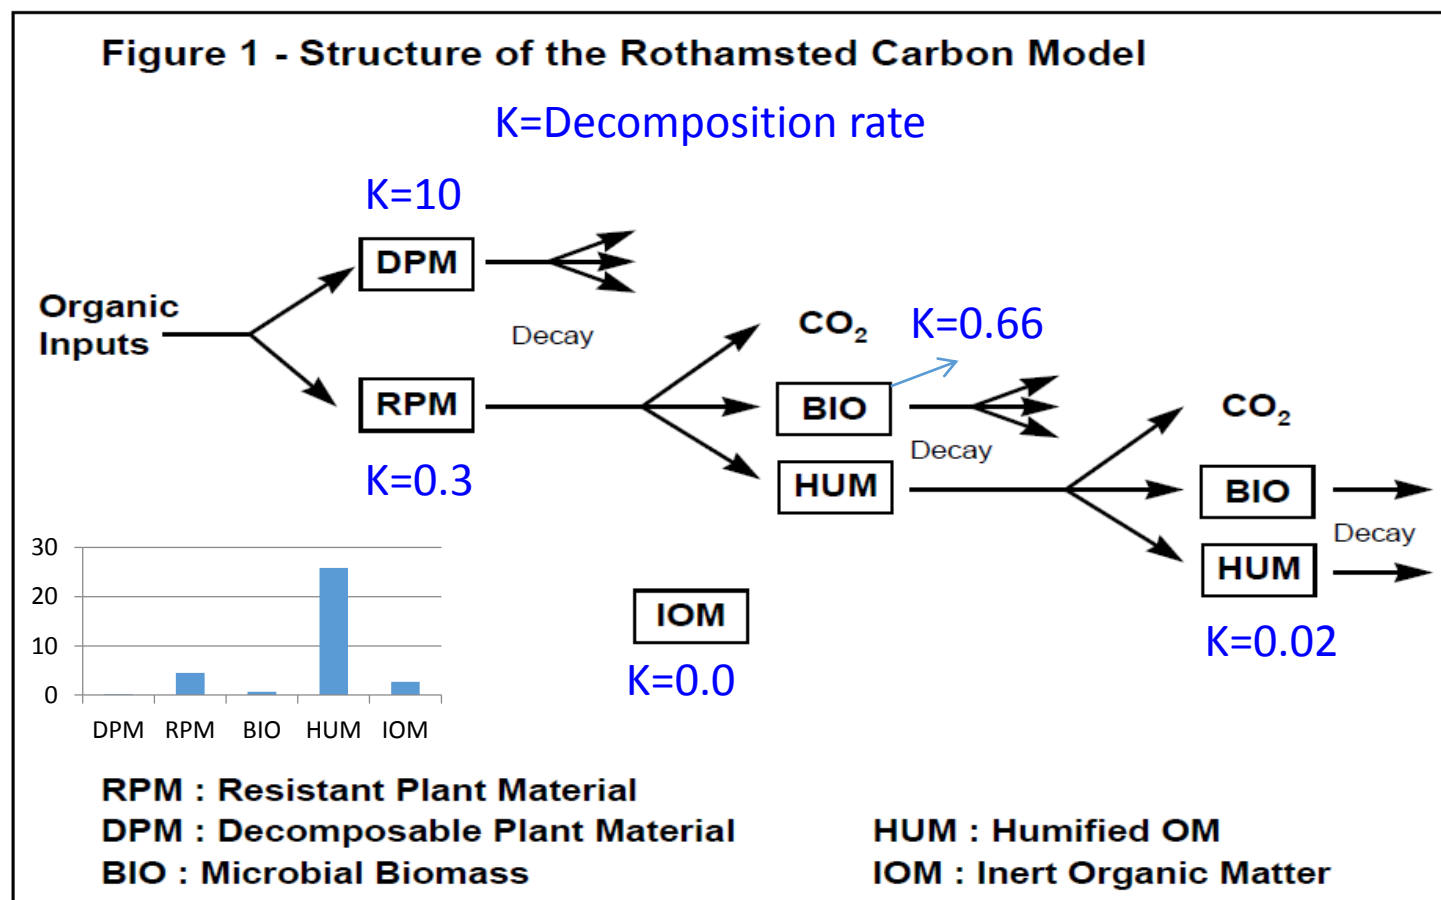 Figure 1 - Structure of the Rothamsted Carbon Model
K=Decomposition rate
K=10
DPM
Organic
Inputs
Decay
CO₂
K=0.66
RPM
BIO
CO₂
K=0.3
Decay
HUM
BIO
Decay
HUM
IOM
K=0.02
K=0.0
30
20
10
0
DPM RPM BIO HUM IOM
RPM : Resistant Plant Material
DPM : Decomposable Plant Material
HUM : Humified OM
BIO : Microbial Biomass
IOM : Inert Organic Matter